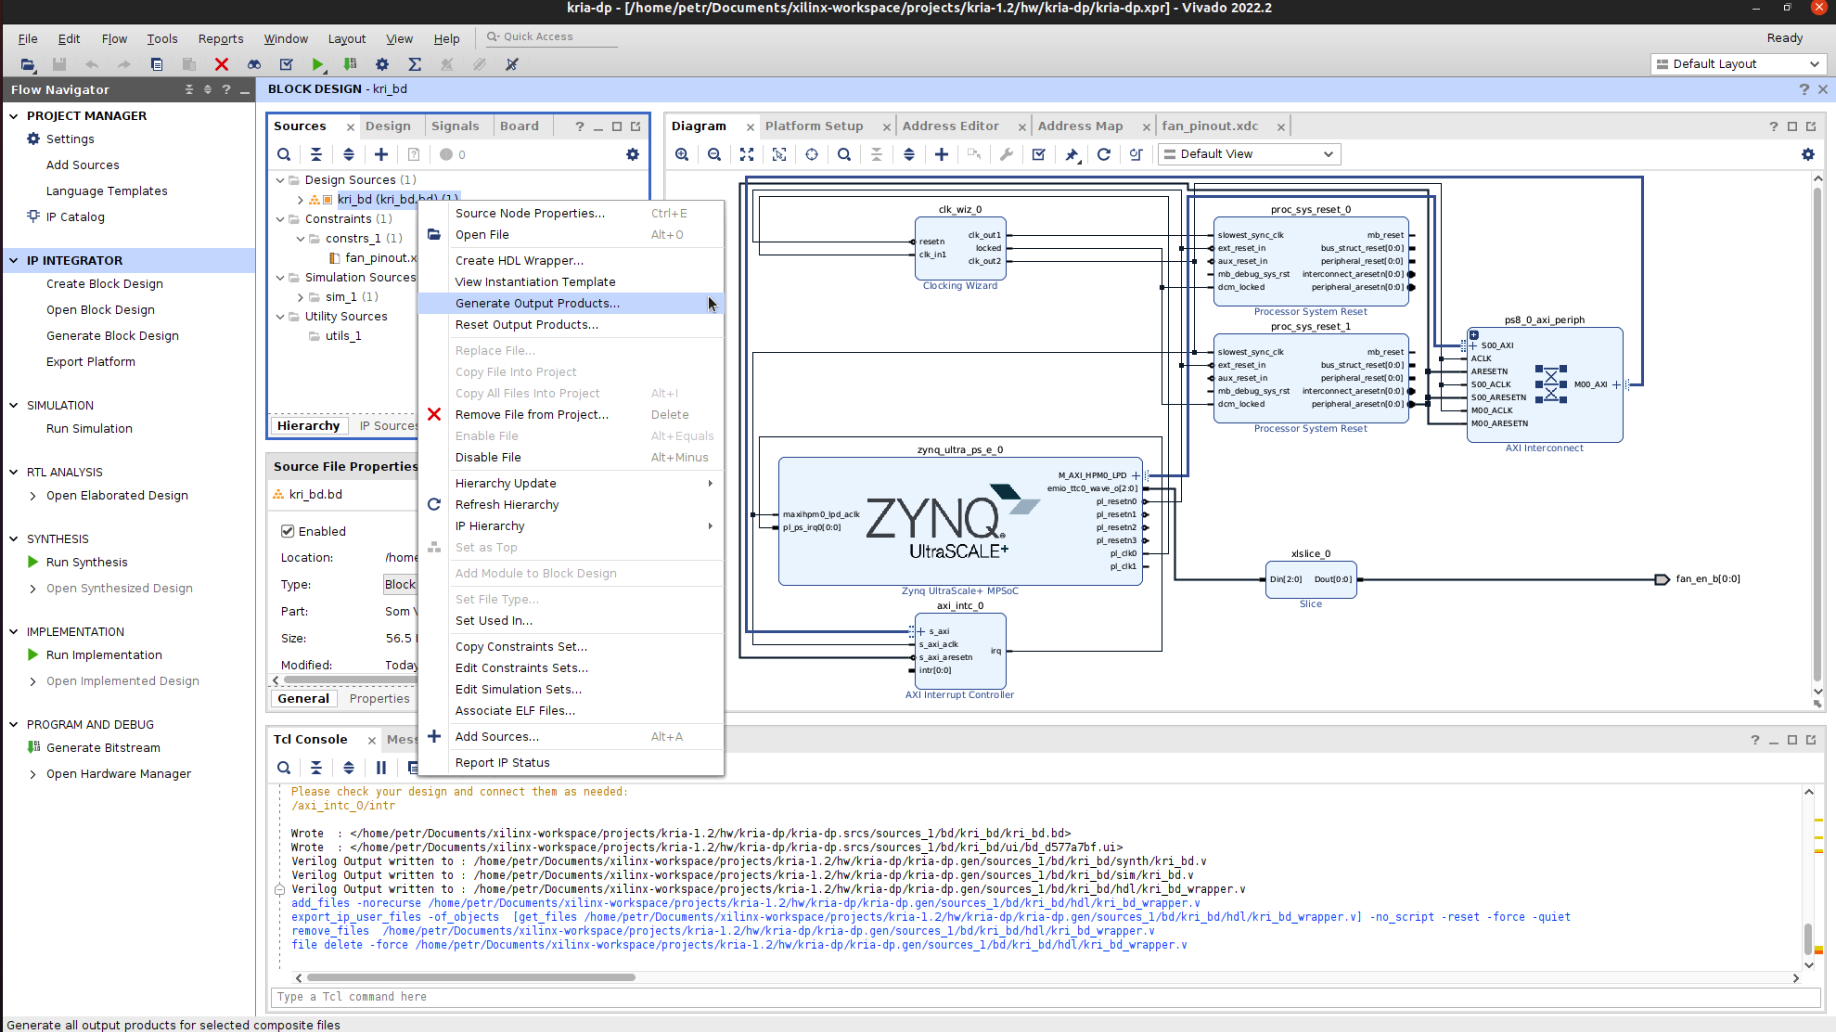 kria-dp - [/home/petr/Documents/xilinx-workspace/projects/kria-1.2/hw/kria-dp/kria-dp.xpr] - Vivado 2022.2
File Edit Flow Tools Reports Window Layout View Help Quick Access
Ready
Default Layout
Flow Navigator
PROJECT MANAGER
Settings
Add Sources
Language Templates
IP Catalog
IP INTEGRATOR
Create Block Design
Open Block Design
Generate Block Design
Export Platform
SIMULATION
Run Simulation
RTL ANALYSIS
Open Elaborated Design
SYNTHESIS
Run Synthesis
Open Synthesized Design
IMPLEMENTATION
Run Implementation
Open Implemented Design
PROGRAM AND DEBUG
Generate Bitstream
Open Hardware Manager
BLOCK DESIGN - kri_bd
Sources Design Signals Board
0
Design Sources (1)
kri_bd (kri_bd.bd) (1)
Constraints (1)
constrs_1 (1)
fan_pinout.x
Simulation Sources
sim_1 (1)
Utility Sources
utils_1
Hierarchy IP Sources
Source File Properties
kri_bd.bd
Enabled
Location: /home
Type: Block
Part: Som
Size: 56.5
Modified: Today
General Properties
Source Node Properties... Ctrl+E
Open File Alt+O
Create HDL Wrapper...
View Instantiation Template
Generate Output Products...
Reset Output Products...
Replace File...
Copy File Into Project
Copy All Files Into Project Alt+I
Remove File from Project... Delete
Enable File Alt+Equals
Disable File Alt+Minus
Hierarchy Update
Refresh Hierarchy
IP Hierarchy
Set as Top
Add Module to Block Design
Set File Type...
Set Used In...
Copy Constraints Set...
Edit Constraints Sets...
Edit Simulation Sets...
Associate ELF Files...
Add Sources... Alt+A
Report IP Status
Diagram Platform Setup Address Editor Address Map fan_pinout.xdc
Default View
clk_wiz_0
resetn
clk_in1
clk_out1
locked
clk_out2
Clocking Wizard
proc_sys_reset_0
slowest_sync_clk mb_reset
ext_reset_in bus_struct_reset[0:0]
aux_reset_in peripheral_reset[0:0]
mb_debug_sys_rst interconnect_aresetn[0:0]
dcm_locked peripheral_aresetn[0:0]
Processor System Reset
proc_sys_reset_1
slowest_sync_clk mb_reset
ext_reset_in bus_struct_reset[0:0]
aux_reset_in peripheral_reset[0:0]
mb_debug_sys_rst interconnect_aresetn[0:0]
dcm_locked peripheral_aresetn[0:0]
Processor System Reset
ps8_0_axi_periph
S00_AXI
ACLK
ARESETN
S00_ACLK
S00_ARESETN
M00_ACLK
M00_ARESETN
M00_AXI
AXI Interconnect
zynq_ultra_ps_e_0
maxihpm0_lpd_aclk
pl_ps_irq0[0:0]
ZYNQ
UltraSCALE+
M_AXI_HPM0_LPD
emio_ttc0_wave_o[2:0]
pl_resetn0
pl_resetn1
pl_resetn2
pl_resetn3
pl_clk0
pl_clk1
Zynq UltraScale+ MPSoC
xlslice_0
Din[2:0] Dout[0:0]
Slice
fan_en_b[0:0]
axi_intc_0
s_axi
s_axi_aclk
s_axi_aresetn
intr[0:0]
irq
AXI Interrupt Controller
Tcl Console Mess
Please check your design and connect them as needed:
/axi_intc_0/intr
Wrote : </home/petr/Documents/xilinx-workspace/projects/kria-1.2/hw/kria-dp/kria-dp.srcs/sources_1/bd/kri_bd/kri_bd.bd>
Wrote : </home/petr/Documents/xilinx-workspace/projects/kria-1.2/hw/kria-dp/kria-dp.srcs/sources_1/bd/kri_bd/ui/bd_d577a7bf.ui>
Verilog Output written to : /home/petr/Documents/xilinx-workspace/projects/kria-1.2/hw/kria-dp/kria-dp.gen/sources_1/bd/kri_bd/synth/kri_bd.v
Verilog Output written to : /home/petr/Documents/xilinx-workspace/projects/kria-1.2/hw/kria-dp/kria-dp.gen/sources_1/bd/kri_bd/sim/kri_bd.v
Verilog Output written to : /home/petr/Documents/xilinx-workspace/projects/kria-1.2/hw/kria-dp/kria-dp.gen/sources_1/bd/kri_bd/hdl/kri_bd_wrapper.v
add_files -norecurse /home/petr/Documents/xilinx-workspace/projects/kria-1.2/hw/kria-dp/kria-dp.gen/sources_1/bd/kri_bd/hdl/kri_bd_wrapper.v
export_ip_user_files -of_objects [get_files /home/petr/Documents/xilinx-workspace/projects/kria-1.2/hw/kria-dp/kria-dp.gen/sources_1/bd/kri_bd/hdl/kri_bd_wrapper.v] -no_script -reset -force -quiet
remove_files /home/petr/Documents/xilinx-workspace/projects/kria-1.2/hw/kria-dp/kria-dp.gen/sources_1/bd/kri_bd/hdl/kri_bd_wrapper.v
file delete -force /home/petr/Documents/xilinx-workspace/projects/kria-1.2/hw/kria-dp/kria-dp.gen/sources_1/bd/kri_bd/hdl/kri_bd_wrapper.v
Type a Tcl command here
Generate all output products for selected composite files